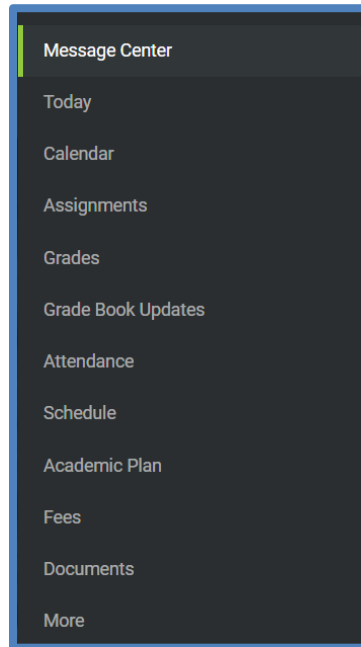 Message Center
Today
Calendar
Assignments
Grades
Grade Book Updates
Attendance
Schedule
Academic Plan
Fees
Documents
More